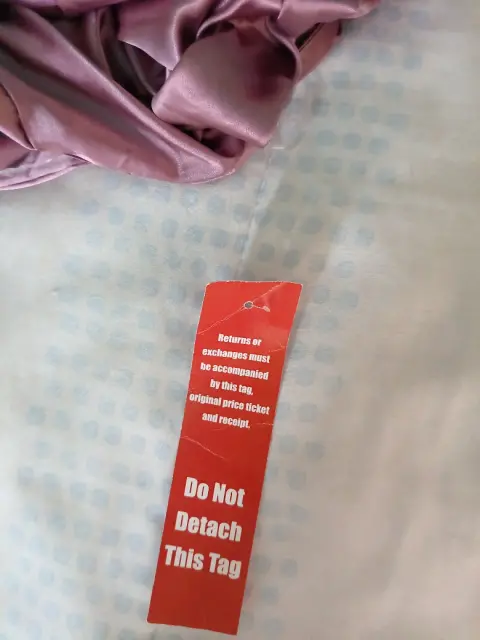 Returns or
exchanges must
be accompanied
by this tag,
original price ticket
and receipt.
Do Not
Detach
This Tag